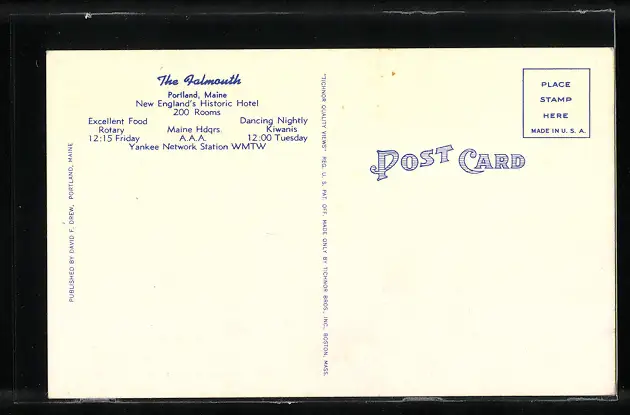 The Falmouth
Portland, Maine
New England's Historic Hotel
200 Rooms
Excellent Food Dancing Nightly
Rotary Maine Hdqrs. Kiwanis
12:15 Friday A.A.A. 12:00 Tuesday
Yankee Network Station WMTW
PUBLISHED BY DAVID F. DREW, PORTLAND, MAINE
"TICHNOR QUALITY VIEWS" REG. U. S. PAT. OFF. MADE ONLY BY TICHNOR BROS., INC., BOSTON, MASS.
POST CARD
PLACE
STAMP
HERE
MADE IN U. S. A.